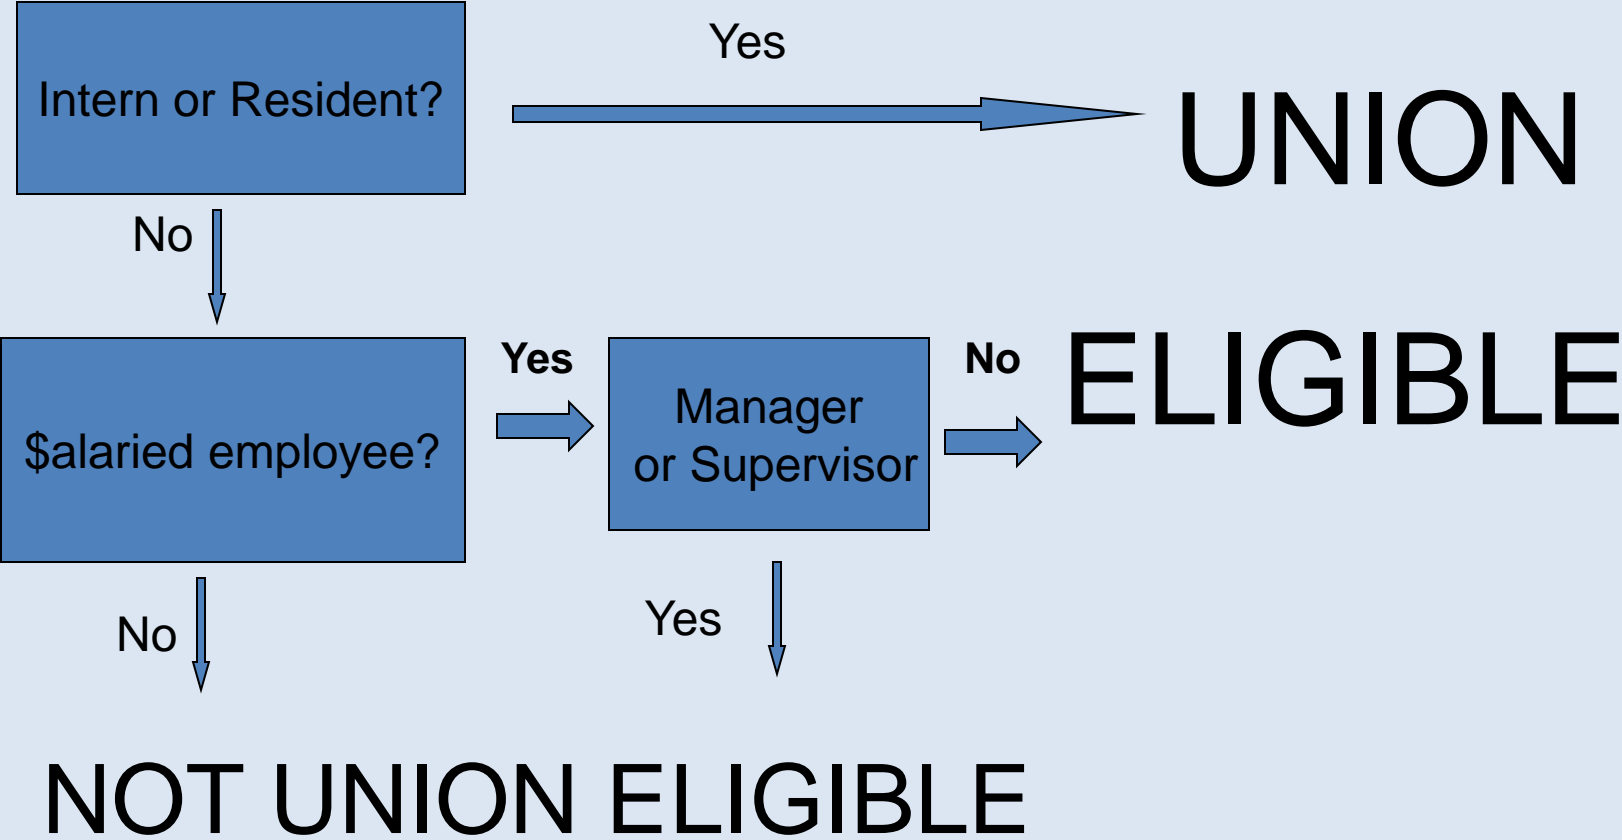 Yes
Intern or Resident?
UNION
No
Yes
No
ELIGIBLE
$alaried employee?
Manager
or Supervisor
No
Yes
NOT UNION ELIGIBLE